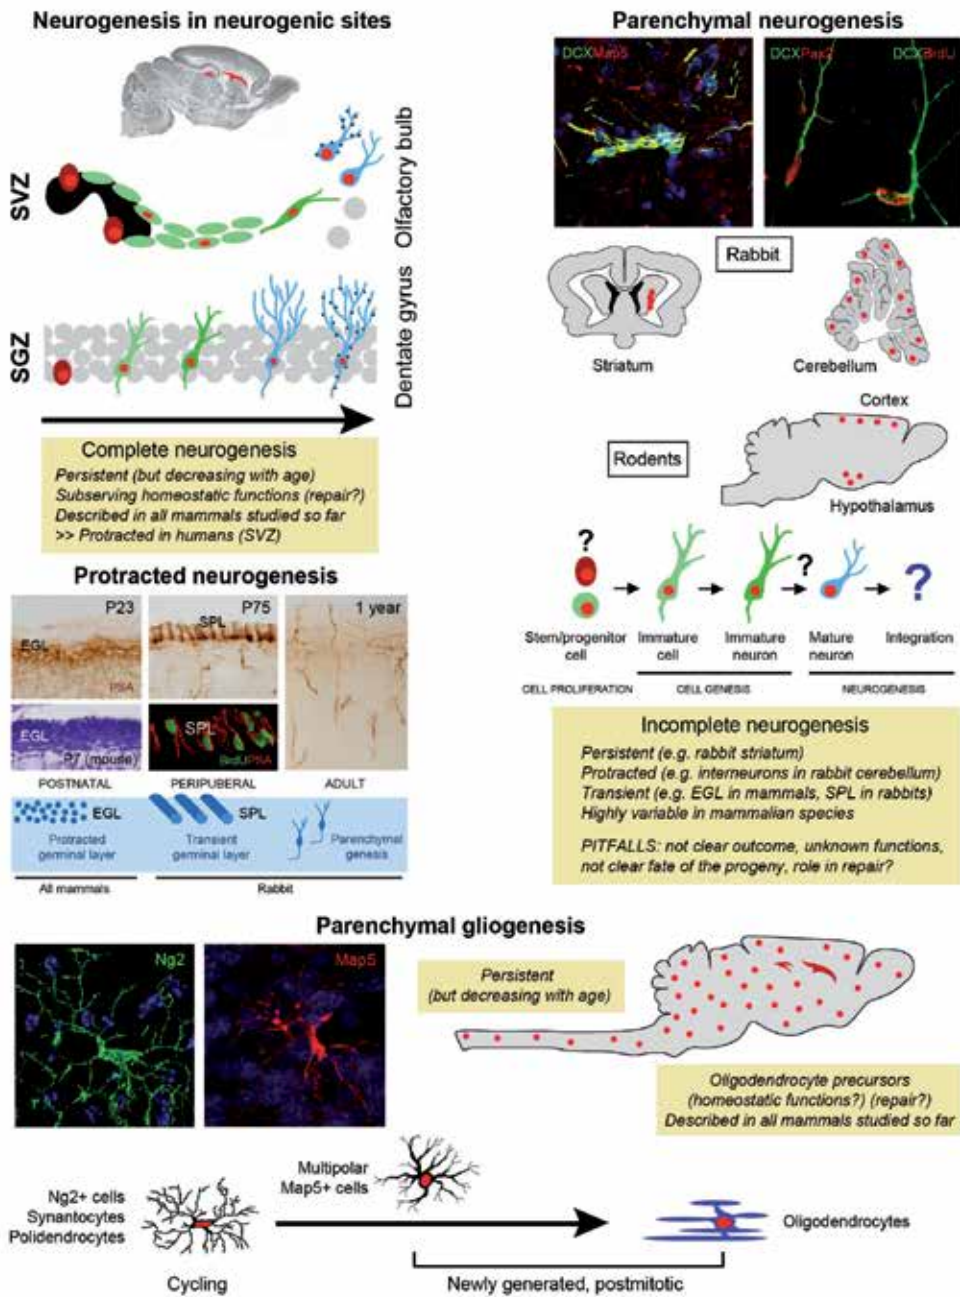 Neurogenesis in neurogenic sites
SVZ
Olfactory bulb
SGZ
Dentate gyrus
Complete neurogenesis
Persistent (but decreasing with age)
Subserving homeostatic functions (repair?)
Described in all mammals studied so far
>> Protracted in humans (SVZ)
Protracted neurogenesis
P23
EGL
PSA
P75
SPL
1 year
EGL
P7 (mouse)
SPL
BrdUPSA
POSTNATAL
PERIPUBERAL
ADULT
EGL
Protracted
germinal layer
SPL
Transient
germinal layer
Parenchymal
genesis
All mammals
Rabbit
Parenchymal neurogenesis
DCXMap5
DCXPax2
DCXBrdU
Rabbit
Striatum
Cerebellum
Cortex
Rodents
Hypothalamus
?
?
?
Stem/progenitor
cell
Immature
cell
Immature
neuron
Mature
neuron
Integration
CELL PROLIFERATION
CELL GENESIS
NEUROGENESIS
Incomplete neurogenesis
Persistent (e.g. rabbit striatum)
Protracted (e.g. interneurons in rabbit cerebellum)
Transient (e.g. EGL in mammals, SPL in rabbits)
Highly variable in mammalian species
PITFALLS: not clear outcome, unknown functions,
not clear fate of the progeny, role in repair?
Parenchymal gliogenesis
Ng2
Map5
Persistent
(but decreasing with age)
Oligodendrocyte precursors
(homeostatic functions?) (repair?)
Described in all mammals studied so far
Ng2+ cells
Synantocytes
Polidendrocytes
Cycling
Multipolar
Map5+ cells
Oligodendrocytes
Newly generated, postmitotic